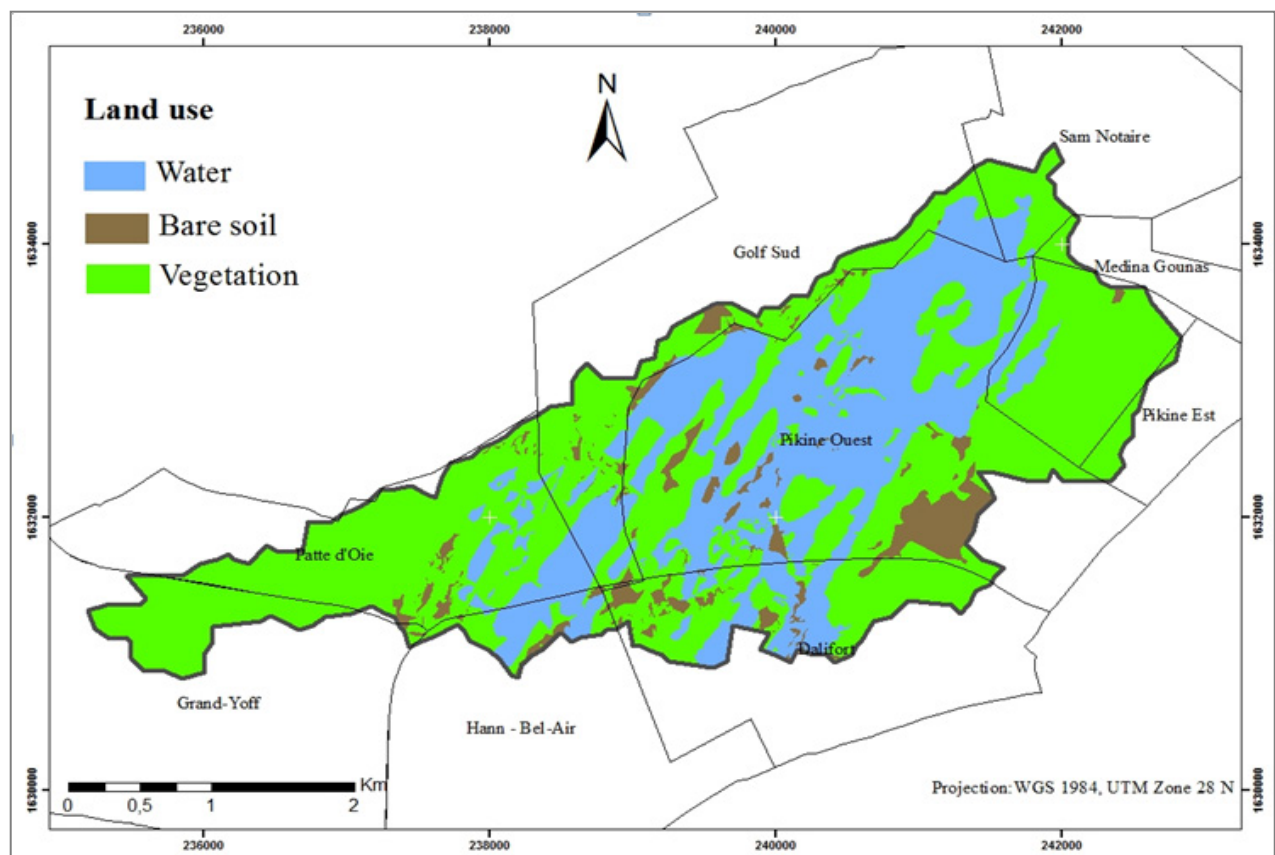 236000
238000
240000
242000
N
Land use
Water
Bare soil
Vegetation
Sam Notaire
1634000
1634000
Golf Sud
Medina Gounas
Pikine Est
Pikine Ouest
1632000
1632000
Patte d'Oie
Dalifort
Grand-Yoff
Hann - Bel-Air
Km
0 0,5 1 2
Projection: WGS 1984, UTM Zone 28 N
1630000
1630000
236000
238000
240000
242000